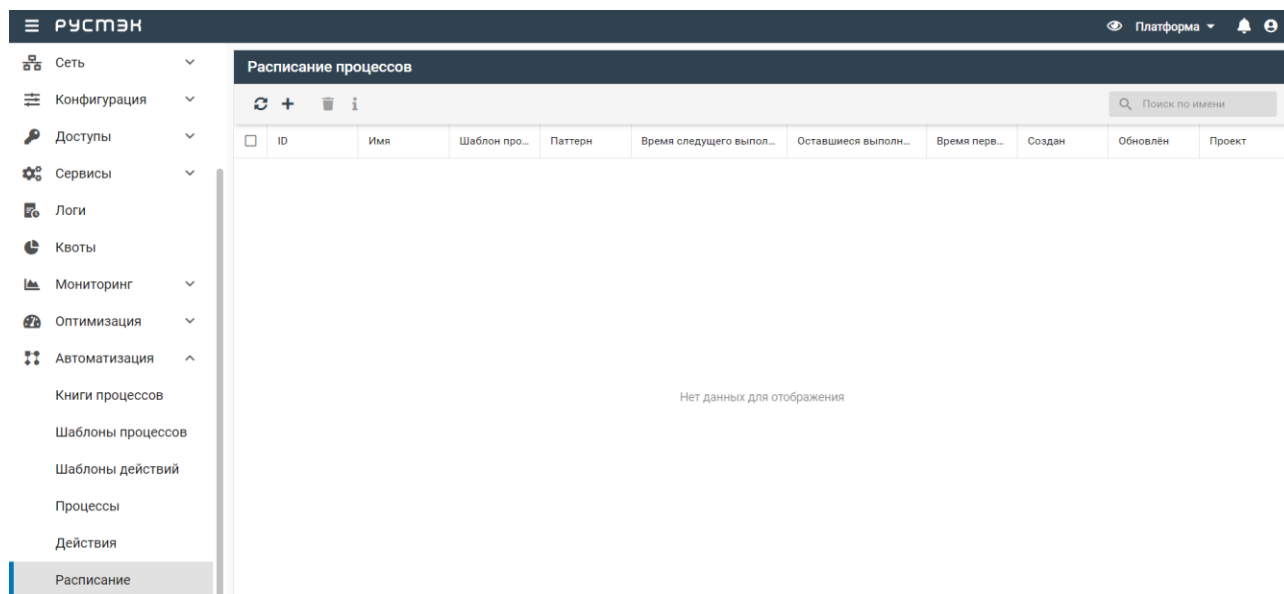 РУСТЭК
Платформа
Сеть
Конфигурация
Доступы
Сервисы
Логи
Квоты
Мониторинг
Оптимизация
Автоматизация
Книги процессов
Шаблоны процессов
Шаблоны действий
Процессы
Действия
Расписание
Расписание процессов
Поиск по имени
ID Имя Шаблон про... Паттерн Время следущего выпол... Оставшиеся выполн... Время перв... Создан Обновлён Проект
Нет данных для отображения